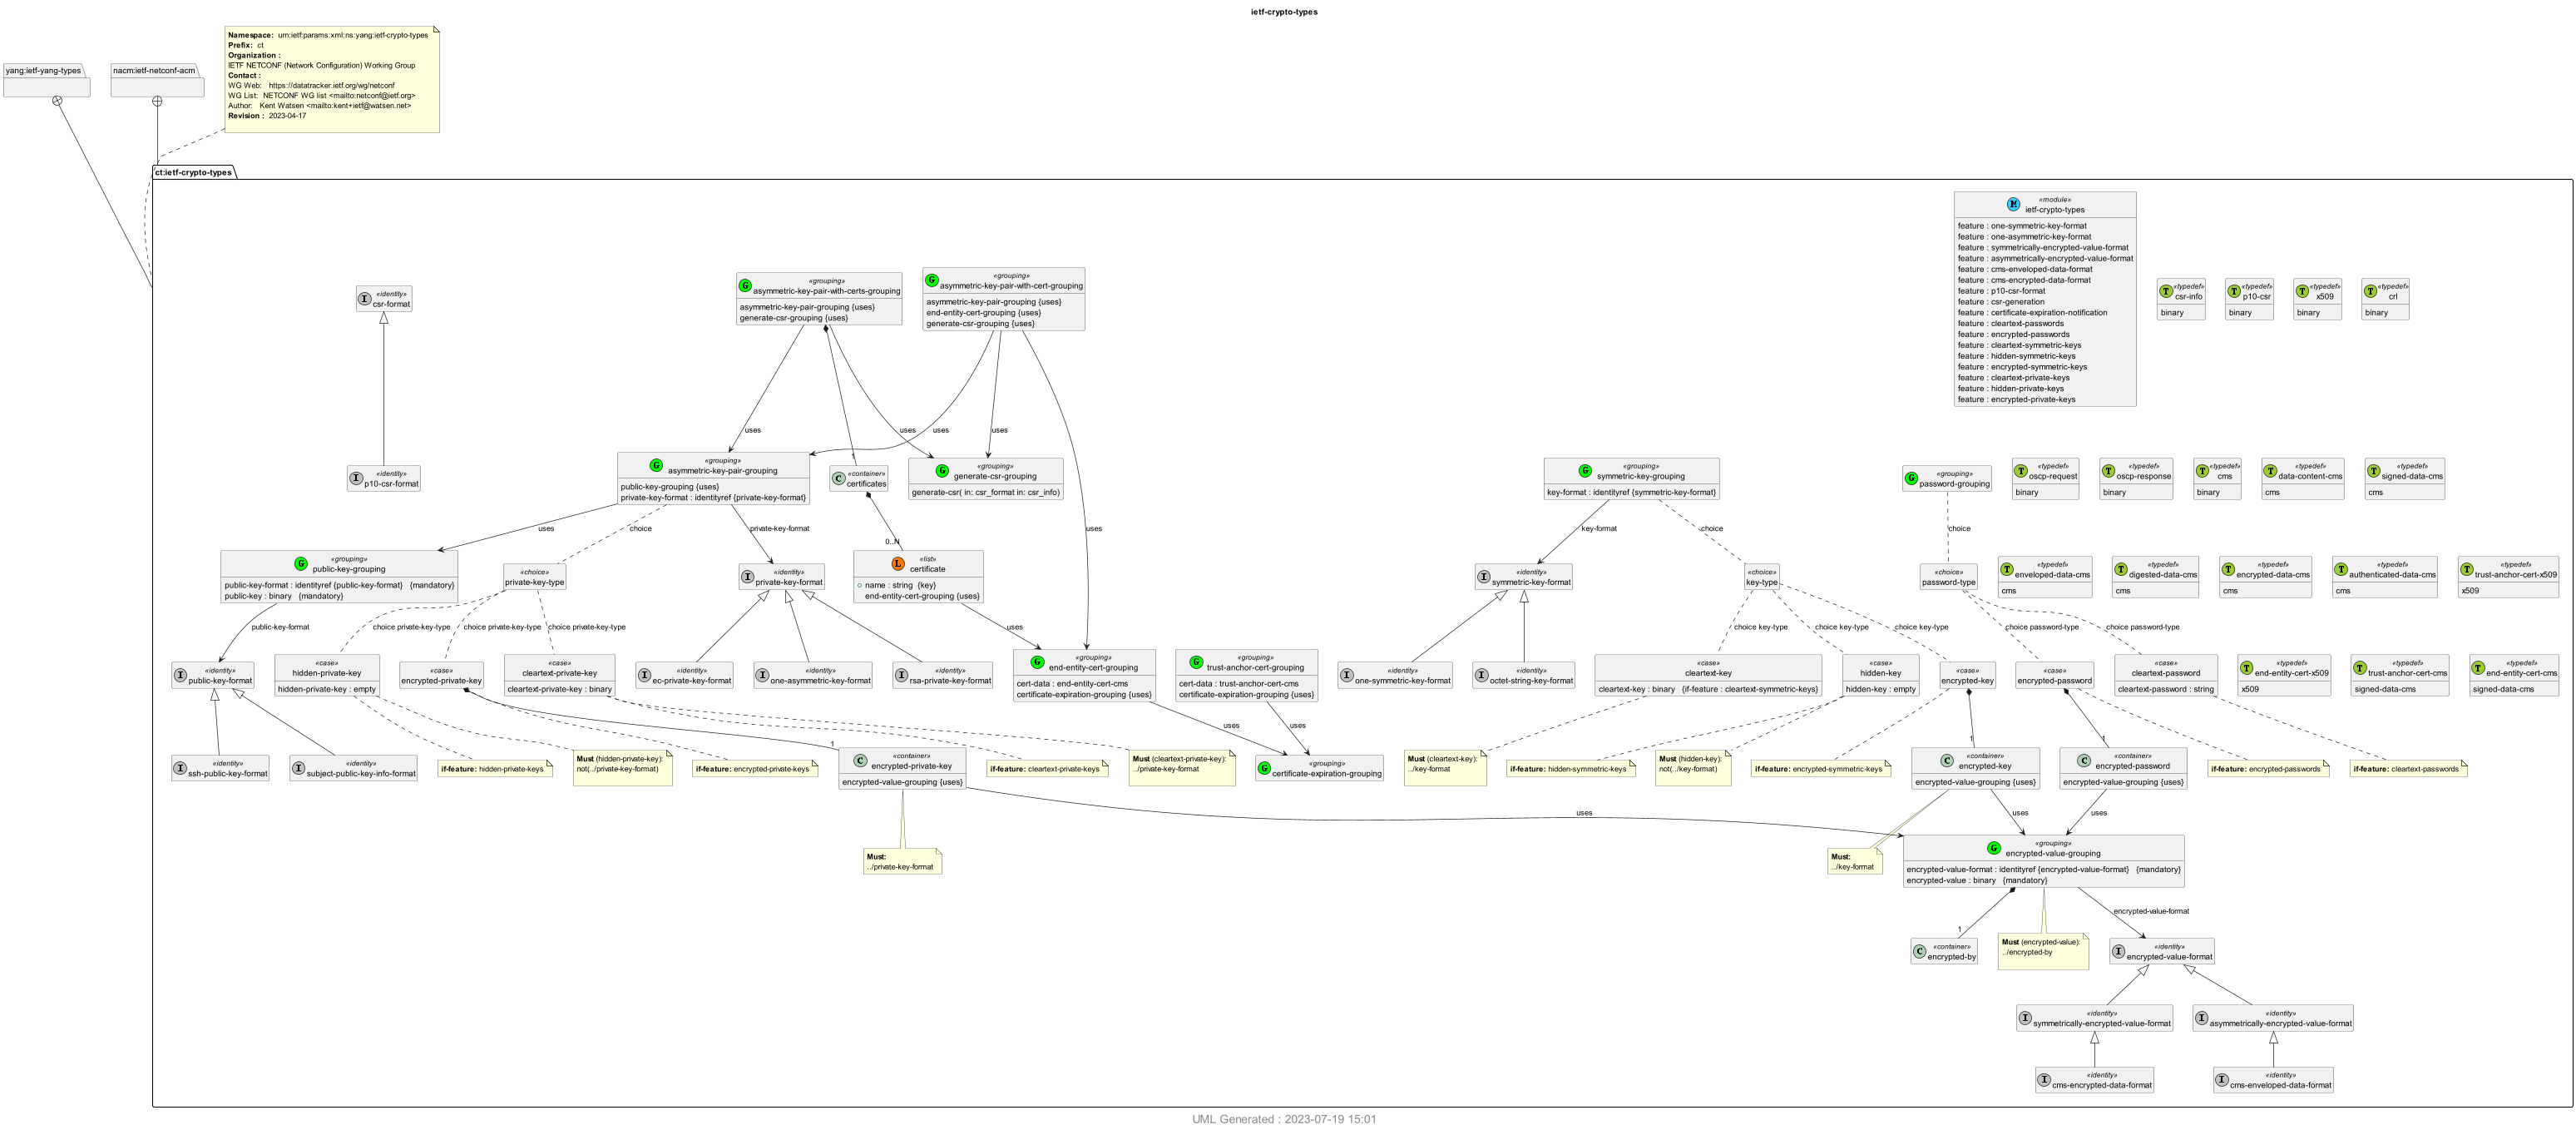 ietf-crypto-types
Namespace: urn:ietf:params:xml:ns:yang:ietf-crypto-types
Prefix: ct
Organization :
IETF NETCONF (Network Configuration) Working Group
Contact :
WG Web: https://datatracker.ietf.org/wg/netconf
WG List: NETCONF WG list <mailto:netconf@ietf.org>
Author: Kent Watsen <mailto:kent+ietf@watsen.net>
Revision : 2023-04-17
yang:ietf-yang-types
nacm:ietf-netconf-acm
ct:ietf-crypto-types
M
«module»
ietf-crypto-types
feature : one-symmetric-key-format
feature : one-asymmetric-key-format
feature : symmetrically-encrypted-value-format
feature : asymmetrically-encrypted-value-format
feature : cms-enveloped-data-format
feature : cms-encrypted-data-format
feature : p10-csr-format
feature : csr-generation
feature : certificate-expiration-notification
feature : cleartext-passwords
feature : encrypted-passwords
feature : cleartext-symmetric-keys
feature : hidden-symmetric-keys
feature : encrypted-symmetric-keys
feature : cleartext-private-keys
feature : hidden-private-keys
feature : encrypted-private-keys
I «identity»
csr-format
G «grouping»
asymmetric-key-pair-with-certs-grouping
asymmetric-key-pair-grouping {uses}
generate-csr-grouping {uses}
G «grouping»
asymmetric-key-pair-with-cert-grouping
asymmetric-key-pair-grouping {uses}
end-entity-cert-grouping {uses}
generate-csr-grouping {uses}
T «typedef»
csr-info
binary
T «typedef»
p10-csr
binary
T «typedef»
x509
binary
T «typedef»
crl
binary
uses
uses
uses
uses
1
I «identity»
p10-csr-format
G «grouping»
asymmetric-key-pair-grouping
public-key-grouping {uses}
private-key-format : identityref {private-key-format}
C «container»
certificates
G «grouping»
generate-csr-grouping
generate-csr( in: csr_format in: csr_info)
G «grouping»
symmetric-key-grouping
key-format : identityref {symmetric-key-format}
G «grouping»
password-grouping
T «typedef»
oscp-request
binary
T «typedef»
oscp-response
binary
T «typedef»
cms
binary
T «typedef»
data-content-cms
cms
T «typedef»
signed-data-cms
cms
uses
choice
private-key-format
0..N
uses
key-format
choice
choice
G «grouping»
public-key-grouping
public-key-format : identityref {public-key-format} {mandatory}
public-key : binary {mandatory}
«choice»
private-key-type
I «identity»
private-key-format
L «list»
certificate
name : string {key}
end-entity-cert-grouping {uses}
I «identity»
symmetric-key-format
«choice»
key-type
«choice»
password-type
T «typedef»
enveloped-data-cms
cms
T «typedef»
digested-data-cms
cms
T «typedef»
encrypted-data-cms
cms
T «typedef»
authenticated-data-cms
cms
T «typedef»
trust-anchor-cert-x509
x509
public-key-format
choice private-key-type
choice private-key-type
choice private-key-type
uses
choice key-type
choice key-type
choice key-type
choice password-type
choice password-type
I «identity»
public-key-format
«case»
hidden-private-key
hidden-private-key : empty
«case»
encrypted-private-key
«case»
cleartext-private-key
cleartext-private-key : binary
I «identity»
ec-private-key-format
I «identity»
one-asymmetric-key-format
I «identity»
rsa-private-key-format
G «grouping»
end-entity-cert-grouping
cert-data : end-entity-cert-cms
certificate-expiration-grouping {uses}
G «grouping»
trust-anchor-cert-grouping
cert-data : trust-anchor-cert-cms
certificate-expiration-grouping {uses}
I «identity»
one-symmetric-key-format
I «identity»
octet-string-key-format
«case»
cleartext-key
cleartext-key : binary {if-feature : cleartext-symmetric-keys}
«case»
hidden-key
hidden-key : empty
«case»
encrypted-key
«case»
encrypted-password
«case»
cleartext-password
cleartext-password : string
T «typedef»
end-entity-cert-x509
x509
T «typedef»
trust-anchor-cert-cms
signed-data-cms
T «typedef»
end-entity-cert-cms
signed-data-cms
uses
uses
1
1
1
I «identity»
ssh-public-key-format
I «identity»
subject-public-key-info-format
if-feature: hidden-private-keys
Must (hidden-private-key):
not(../private-key-format)
if-feature: encrypted-private-keys
C «container»
encrypted-private-key
encrypted-value-grouping {uses}
if-feature: cleartext-private-keys
Must (cleartext-private-key):
../private-key-format
G «grouping»
certificate-expiration-grouping
Must (cleartext-key):
../key-format
if-feature: hidden-symmetric-keys
Must (hidden-key):
not(../key-format)
if-feature: encrypted-symmetric-keys
C «container»
encrypted-key
encrypted-value-grouping {uses}
C «container»
encrypted-password
encrypted-value-grouping {uses}
if-feature: encrypted-passwords
if-feature: cleartext-passwords
uses
uses
uses
Must:
../private-key-format
Must:
../key-format
G «grouping»
encrypted-value-grouping
encrypted-value-format : identityref {encrypted-value-format} {mandatory}
encrypted-value : binary {mandatory}
encrypted-value-format
1
C «container»
encrypted-by
Must (encrypted-value):
../encrypted-by
I «identity»
encrypted-value-format
I «identity»
symmetrically-encrypted-value-format
I «identity»
asymmetrically-encrypted-value-format
I «identity»
cms-encrypted-data-format
I «identity»
cms-enveloped-data-format
UML Generated : 2023-07-19 15:01